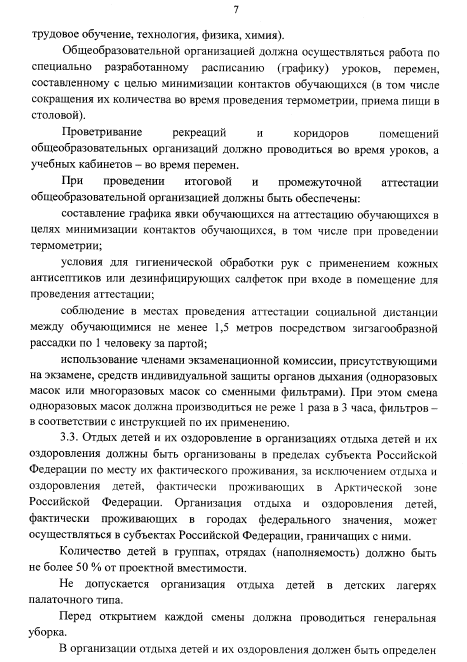 7
трудовое обучение, технология, физика, химия).
Общеобразовательной организацией должна осуществляться работа по
специально разработанному расписанию (графику) уроков, перемен,
составленному с целью минимизации контактов обучающихся (в том числе
сокращения их количества во время проведения термометрии, приема пищи в
столовой).
Проветривание рекреаций и коридоров помещений
общеобразовательных организаций должно проводиться во время уроков, а
учебных кабинетов – во время перемен.
При проведении итоговой и промежуточной аттестации
общеобразовательной организацией должны быть обеспечены:
составление графика явки обучающихся на аттестацию обучающихся в
целях минимизации контактов обучающихся, в том числе при проведении
термометрии;
условия для гигиенической обработки рук с применением кожных
антисептиков или дезинфицирующих салфеток при входе в помещение для
проведения аттестации;
соблюдение в местах проведения аттестации социальной дистанции
между обучающимися не менее 1,5 метров посредством зигзагообразной
рассадки по 1 человеку за партой;
использование членами экзаменационной комиссии, присутствующими
на экзамене, средств индивидуальной защиты органов дыхания (одноразовых
масок или многоразовых масок со сменными фильтрами). При этом смена
одноразовых масок должна производиться не реже 1 раза в 3 часа, фильтров –
в соответствии с инструкцией по их применению.
3.3. Отдых детей и их оздоровление в организациях отдыха детей и их
оздоровления должны быть организованы в пределах субъекта Российской
Федерации по месту их фактического проживания, за исключением отдыха и
оздоровления детей, фактически проживающих в Арктической зоне
Российской Федерации. Организация отдыха и оздоровления детей,
фактически проживающих в городах федерального значения, может
осуществляться в субъектах Российской Федерации, граничащих с ними.
Количество детей в группах, отрядах (наполняемость) должно быть
не более 50 % от проектной вместимости.
Не допускается организация отдыха детей в детских лагерях
палаточного типа.
Перед открытием каждой смены должна проводиться генеральная
уборка.
В организации отдыха детей и их оздоровления должен быть определен